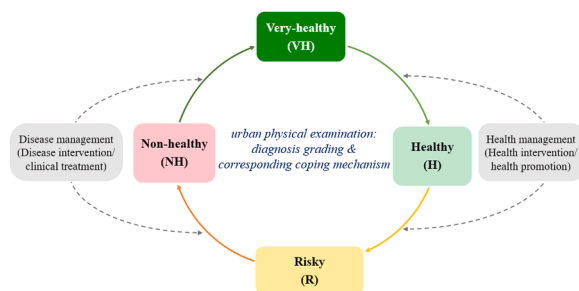 Very-healthy
(VH)
Disease management
(Disease intervention/
clinical treatment)
Non-healthy
(NH)
urban physical examination:
diagnosis grading &
corresponding coping mechanism
Healthy
(H)
Health management
(Health intervention/
health promotion)
Risky
(R)